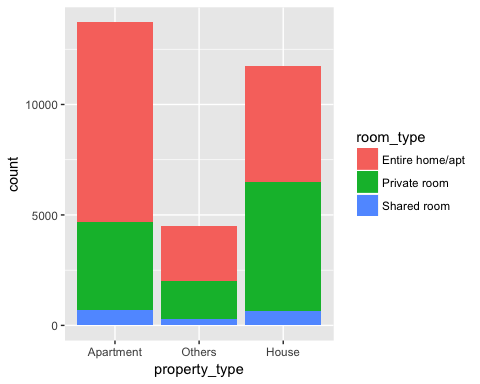 count
10000
5000
0
Apartment
Others
House
property_type
room_type
Entire home/apt
Private room
Shared room